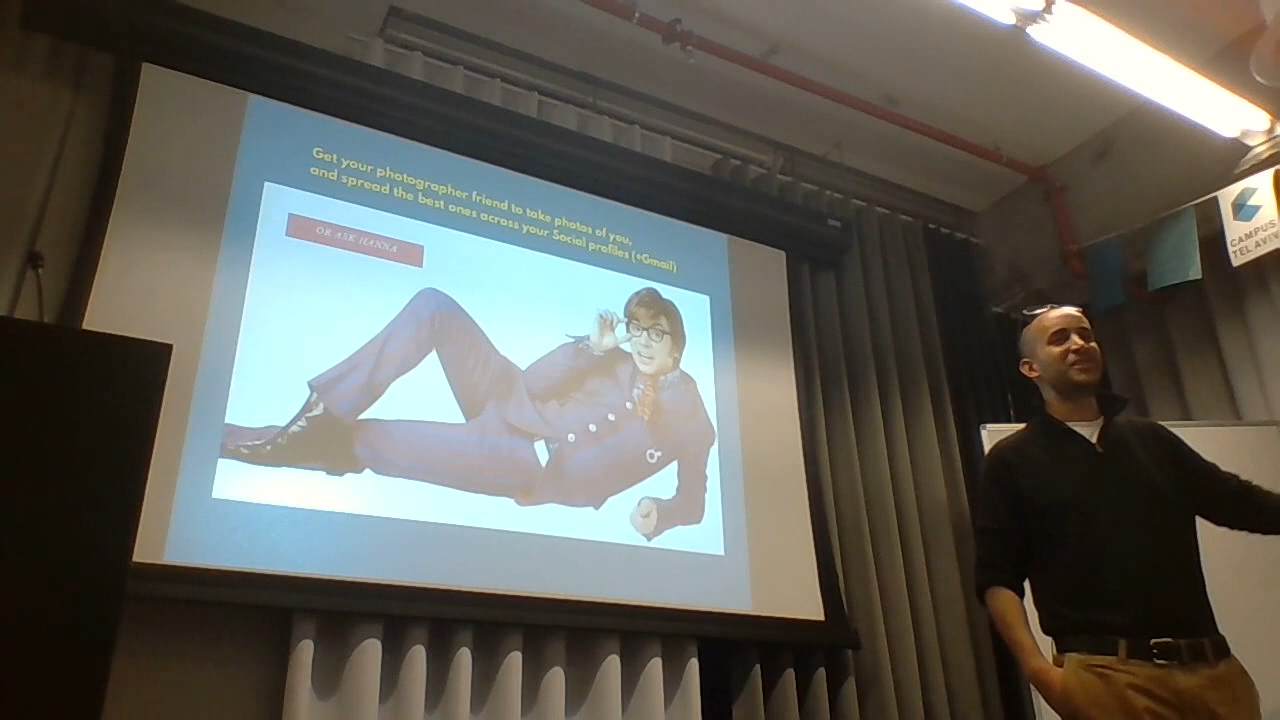 Get your photographer friend to take photos of you,
and spread the best ones across your Social profiles (+Gmail)
OR ASK HANNA
CAMPUS
TEL AVIV